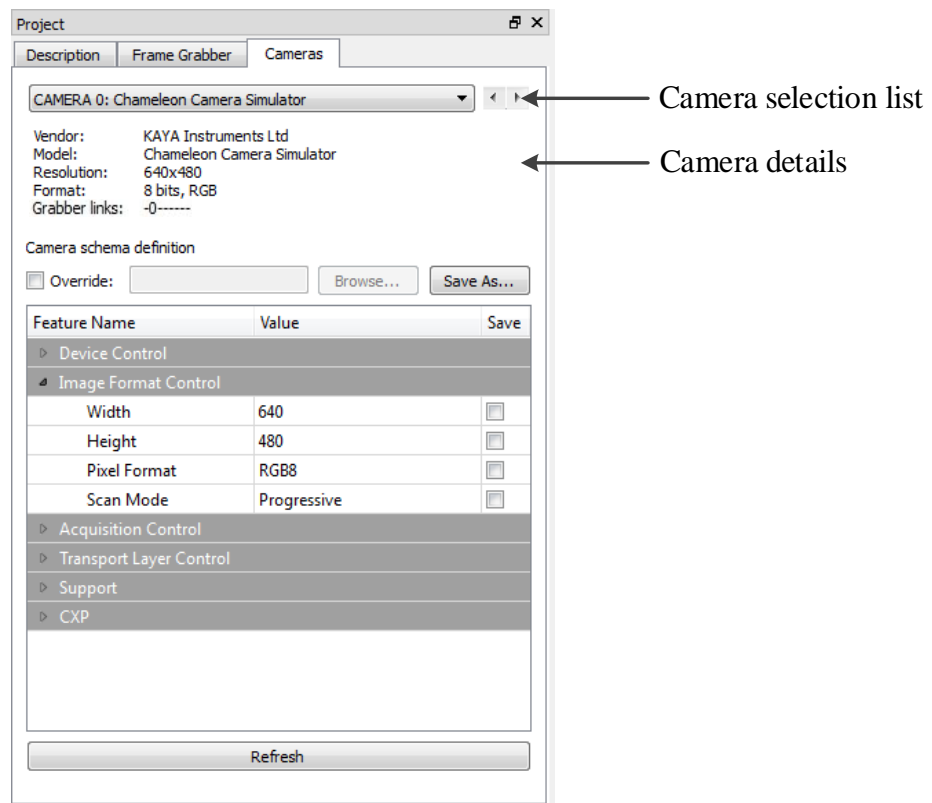 Project
Description Frame Grabber Cameras
CAMERA 0: Chameleon Camera Simulator
Camera selection list
Vendor: KAYA Instruments Ltd
Model: Chameleon Camera Simulator
Camera details
Resolution: 640x480
Format: 8 bits, RGB
Grabber links: -0------
Camera schema definition
Override: Browse... Save As...
Feature Name Value Save
Device Control
Image Format Control
Width 640
Height 480
Pixel Format RGB8
Scan Mode Progressive
Acquisition Control
Transport Layer Control
Support
CXP
Refresh